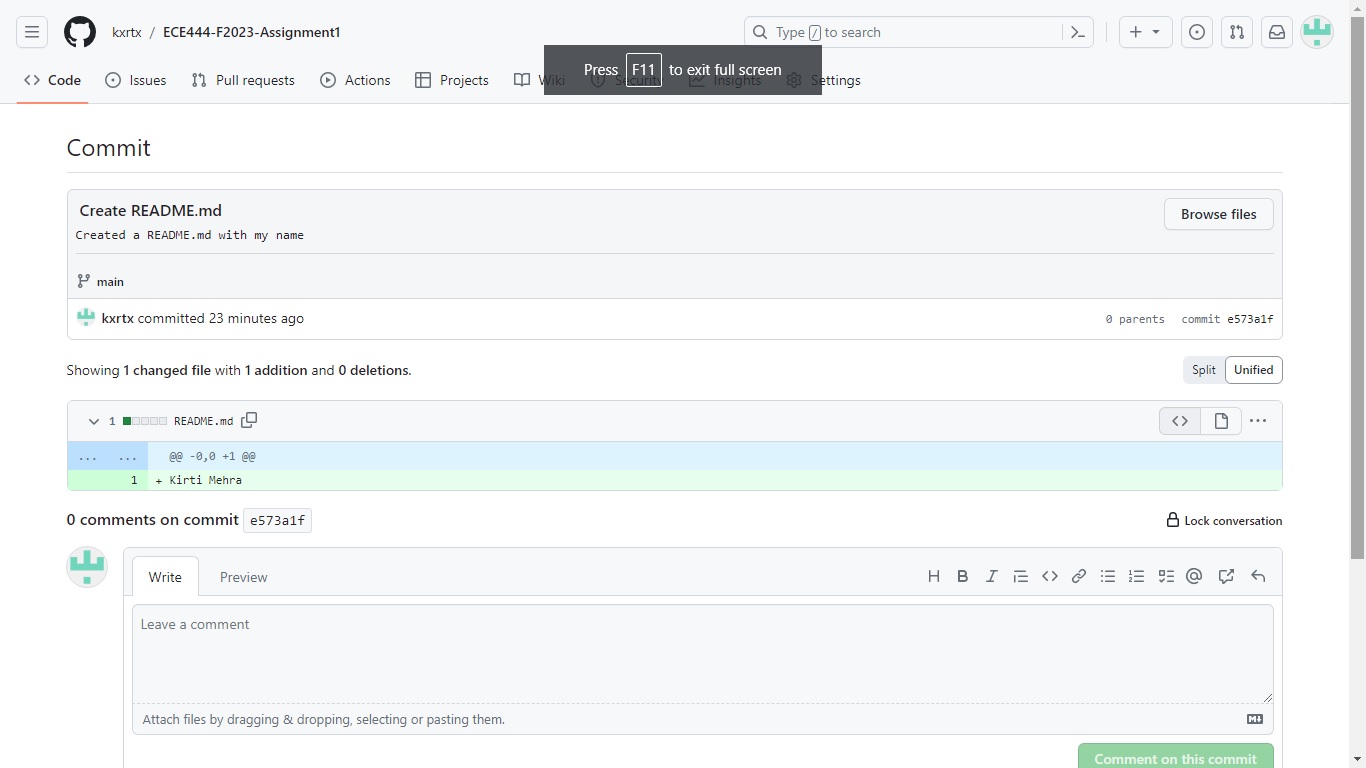 kxrtx / ECE444-F2023-Assignment1
Type / to search
Press F11 to exit full screen
Code Issues Pull requests Actions Projects Wiki Security Insights Settings
Commit
Create README.md
Browse files
Created a README.md with my name
main
kxrtx committed 23 minutes ago
0 parents commit e573a1f
Showing 1 changed file with 1 addition and 0 deletions.
Split Unified
1 README.md
... ... @@ -0,0 +1 @@
1 + Kirti Mehra
0 comments on commit e573a1f
Lock conversation
Write Preview
Leave a comment
Attach files by dragging & dropping, selecting or pasting them.
Comment on this commit